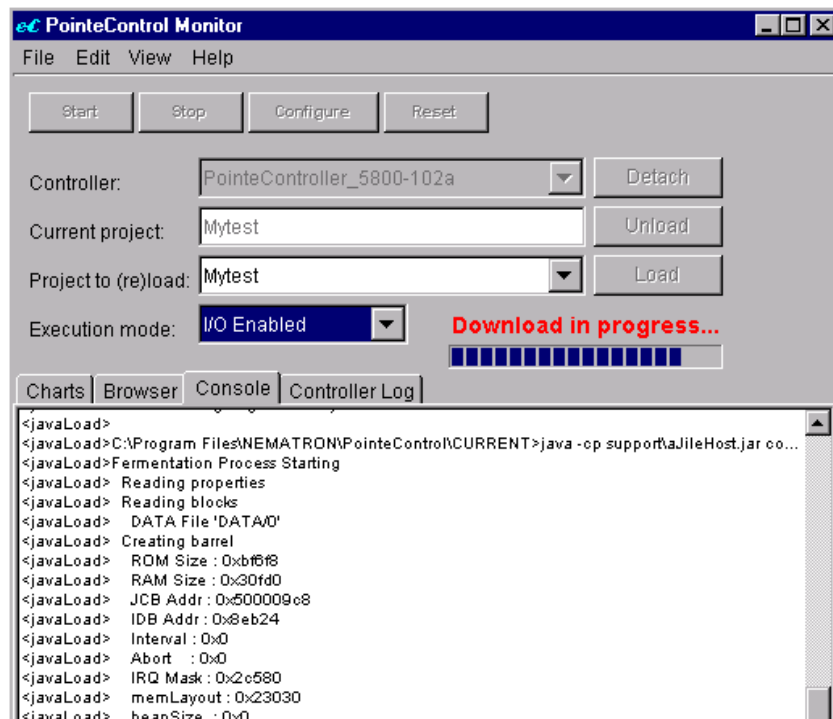 eC PointeControl Monitor
File Edit View Help
Start Stop Configure Reset
Controller: PointeController_5800-102a Detach
Current project: Mytest Unload
Project to (re)load: Mytest Load
Execution mode: I/O Enabled Download in progress...
Charts Browser Console Controller Log
<javaLoad>
<javaLoad>C:\Program Files\NEMATRON\PointeControl\CURRENT>java -cp support\aJileHost.jar co...
<javaLoad>Fermentation Process Starting
<javaLoad> Reading properties
<javaLoad> Reading blocks
<javaLoad> DATA File 'DATA/0'
<javaLoad> Creating barrel
<javaLoad> ROM Size : 0xbf6f8
<javaLoad> RAM Size : 0x30fd0
<javaLoad> JCB Addr : 0x500009c8
<javaLoad> IDB Addr : 0x8eb24
<javaLoad> Interval : 0x0
<javaLoad> Abort : 0x0
<javaLoad> IRQ Mask : 0x2c580
<javaLoad> memLayout : 0x23030
<javaLoad> heapSize : 0x0